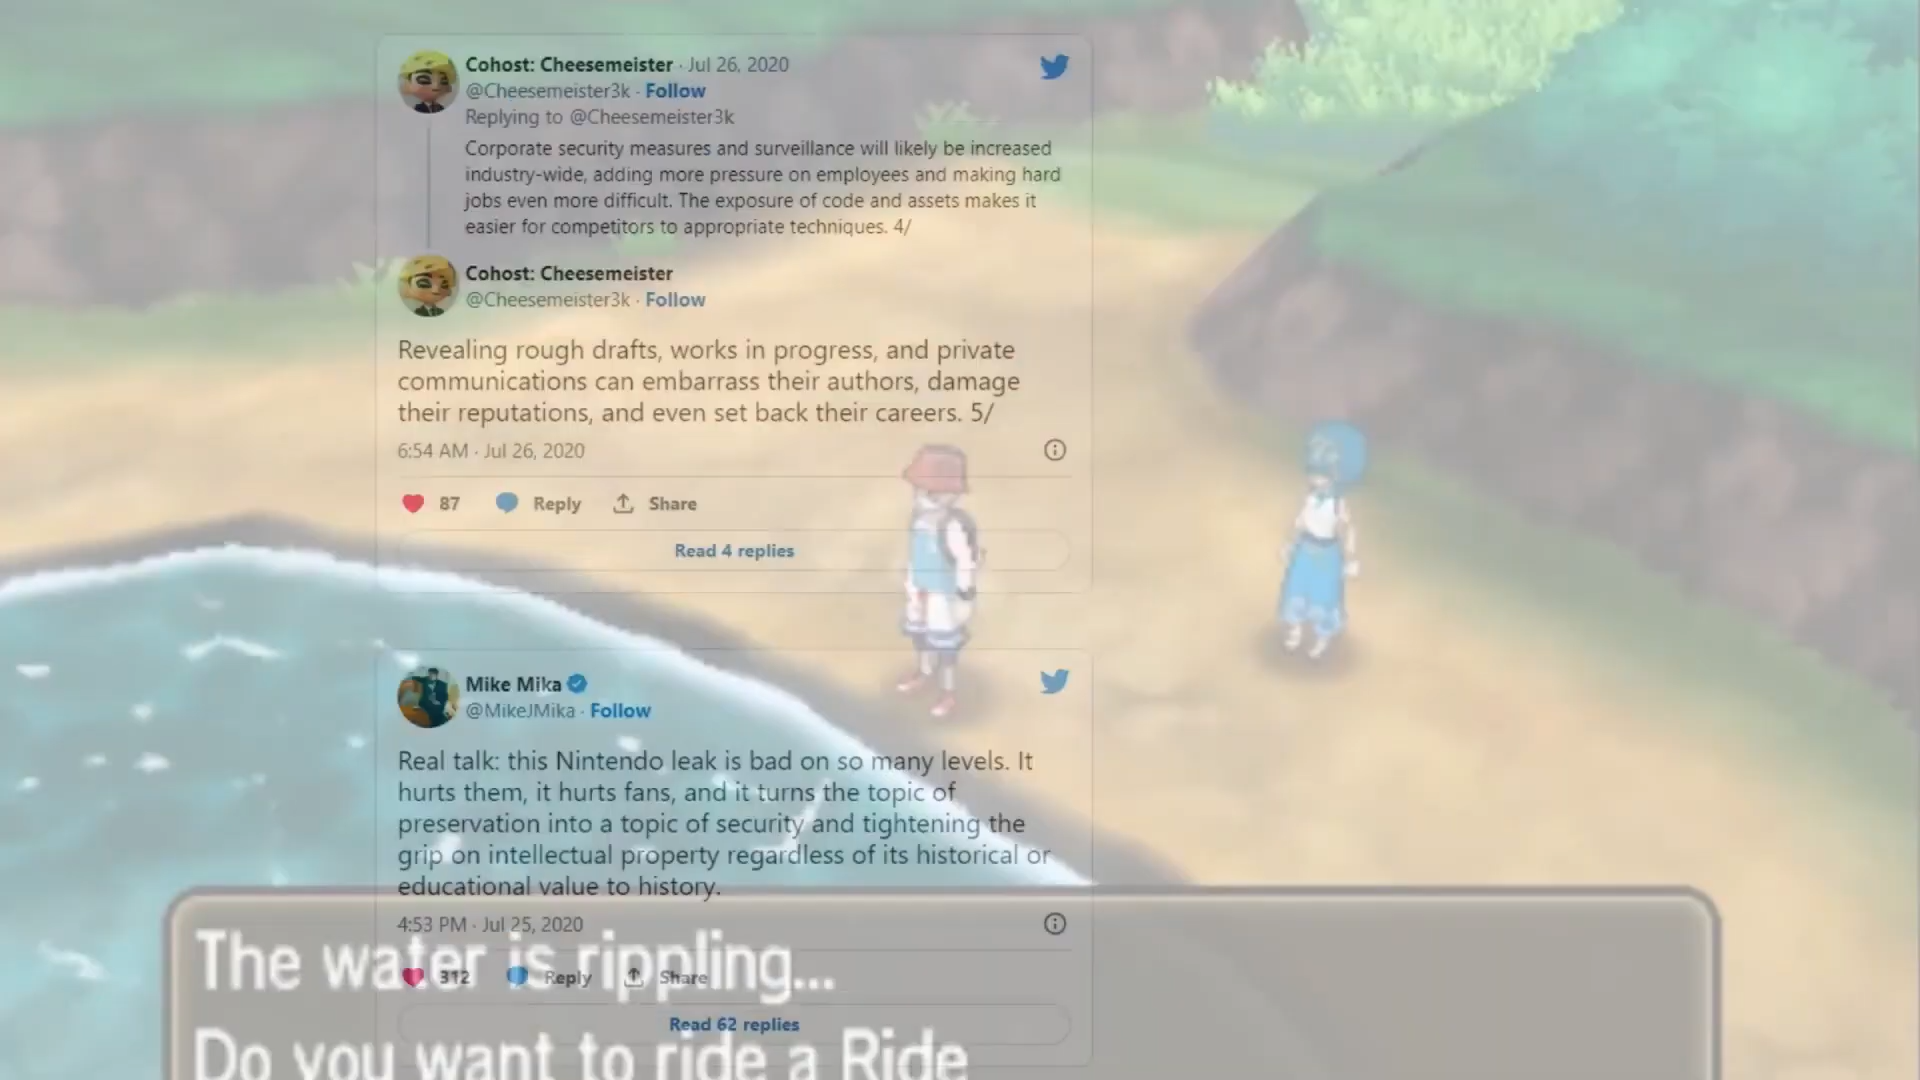 Cohost: Cheesemeister · Jul 26, 2020
@Cheesemeister3k · Follow
Replying to @Cheesemeister3k
Corporate security measures and surveillance will likely be increased
industry-wide, adding more pressure on employees and making hard
jobs even more difficult. The exposure of code and assets makes it
easier for competitors to appropriate techniques. 4/
Cohost: Cheesemeister
@Cheesemeister3k · Follow
Revealing rough drafts, works in progress, and private
communications can embarrass their authors, damage
their reputations, and even set back their careers. 5/
6:54 AM · Jul 26, 2020
87 Reply Share
Read 4 replies
Mike Mika
@MikeJMika · Follow
Real talk: this Nintendo leak is bad on so many levels. It
hurts them, it hurts fans, and it turns the topic of
preservation into a topic of security and tightening the
grip on intellectual property regardless of its historical or
educational value to history.
4:53 PM · Jul 25, 2020
312 Reply Share
Read 62 replies
The water is rippling...
Do you want to ride a Ride